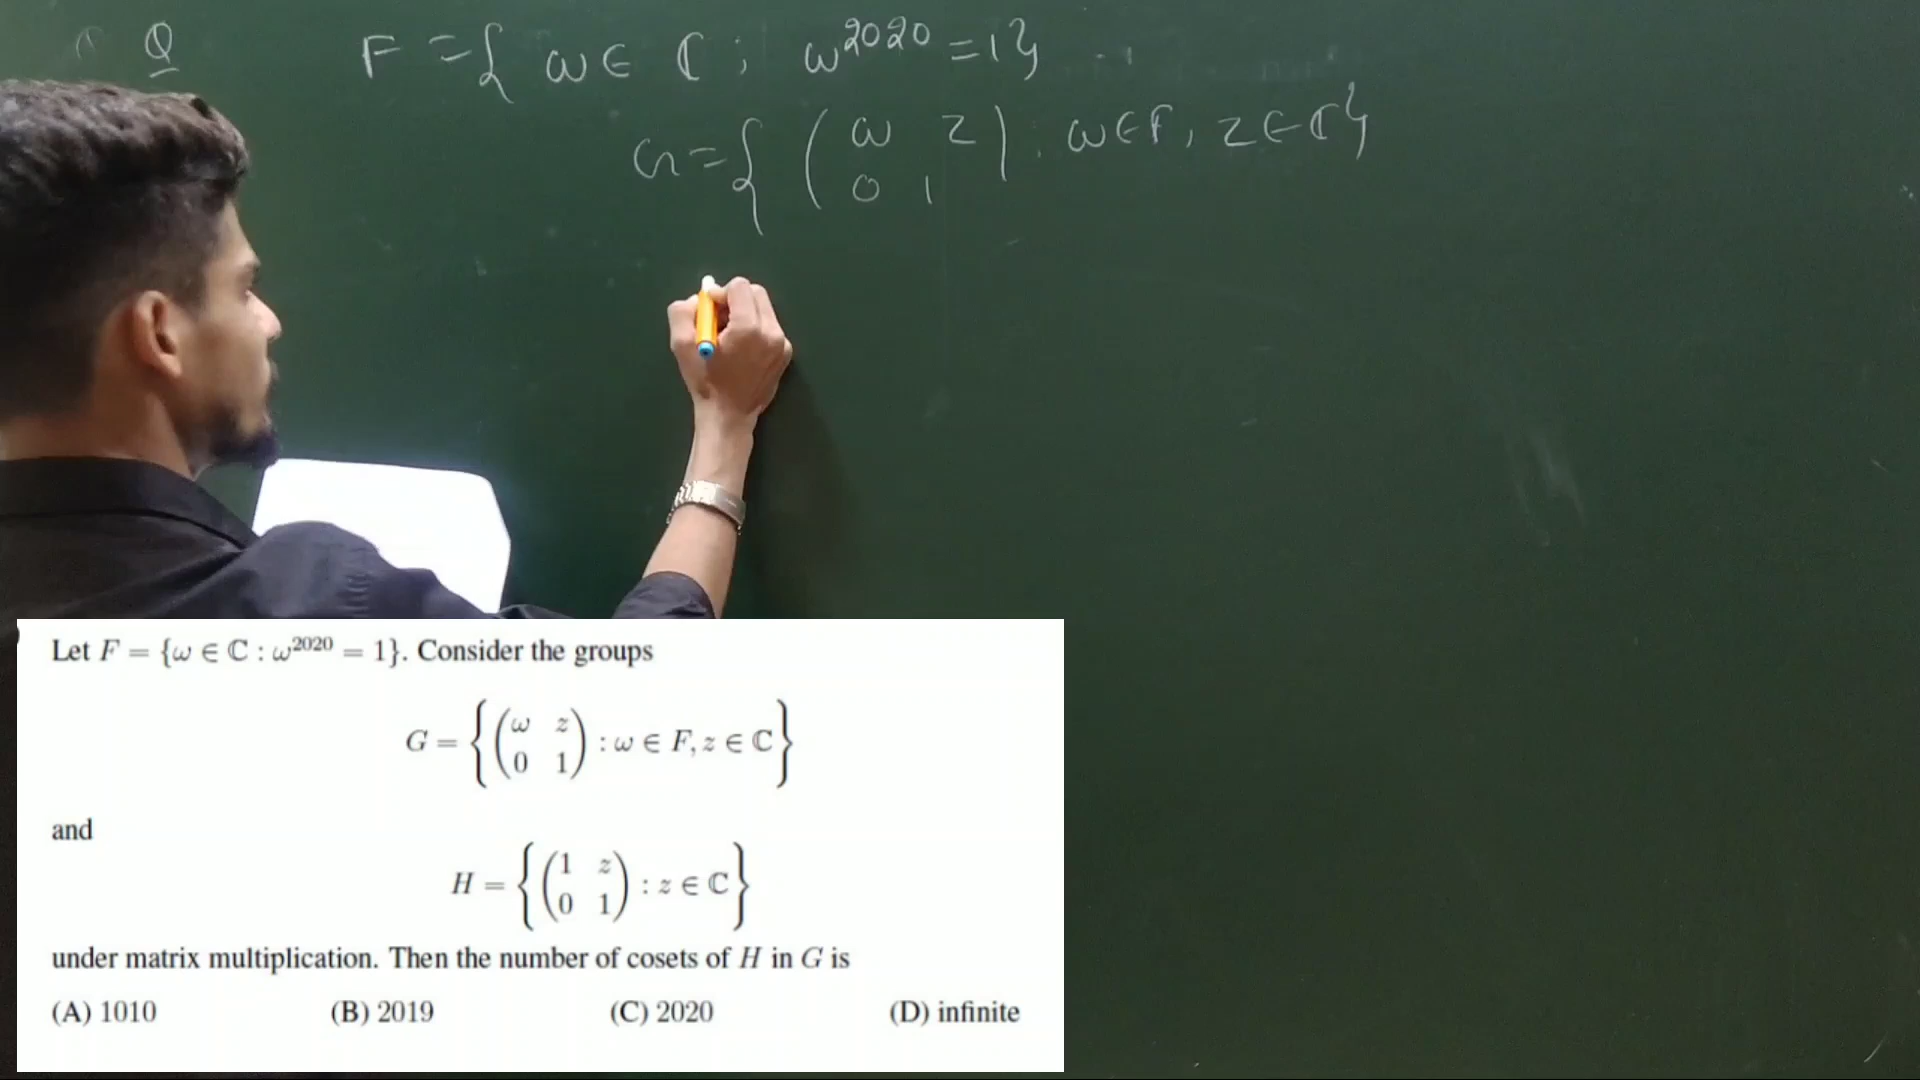 Q F = { ω ∈ ℂ ; ω^2020 = 1 }
G = { ( ω z ) : ω ∈ F, z ∈ ℂ }
0 1
Let F = {ω ∈ ℂ : ω^2020 = 1}. Consider the groups
G = { ( ω z
0 1 ) : ω ∈ F, z ∈ ℂ }
and
H = { ( 1 z
0 1 ) : z ∈ ℂ }
under matrix multiplication. Then the number of cosets of H in G is
(A) 1010 (B) 2019 (C) 2020 (D) infinite